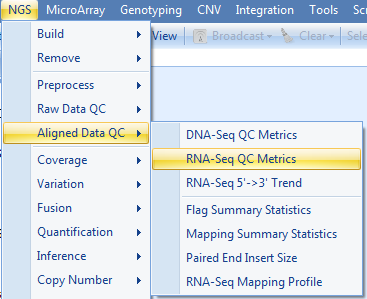 NGS MicroArray Genotyping CNV Integration Tools
Build View Broadcast Clear
Remove
Preprocess
Raw Data QC
Aligned Data QC DNA-Seq QC Metrics
Coverage RNA-Seq QC Metrics
Variation RNA-Seq 5'->3' Trend
Fusion Flag Summary Statistics
Quantification Mapping Summary Statistics
Inference Paired End Insert Size
Copy Number RNA-Seq Mapping Profile